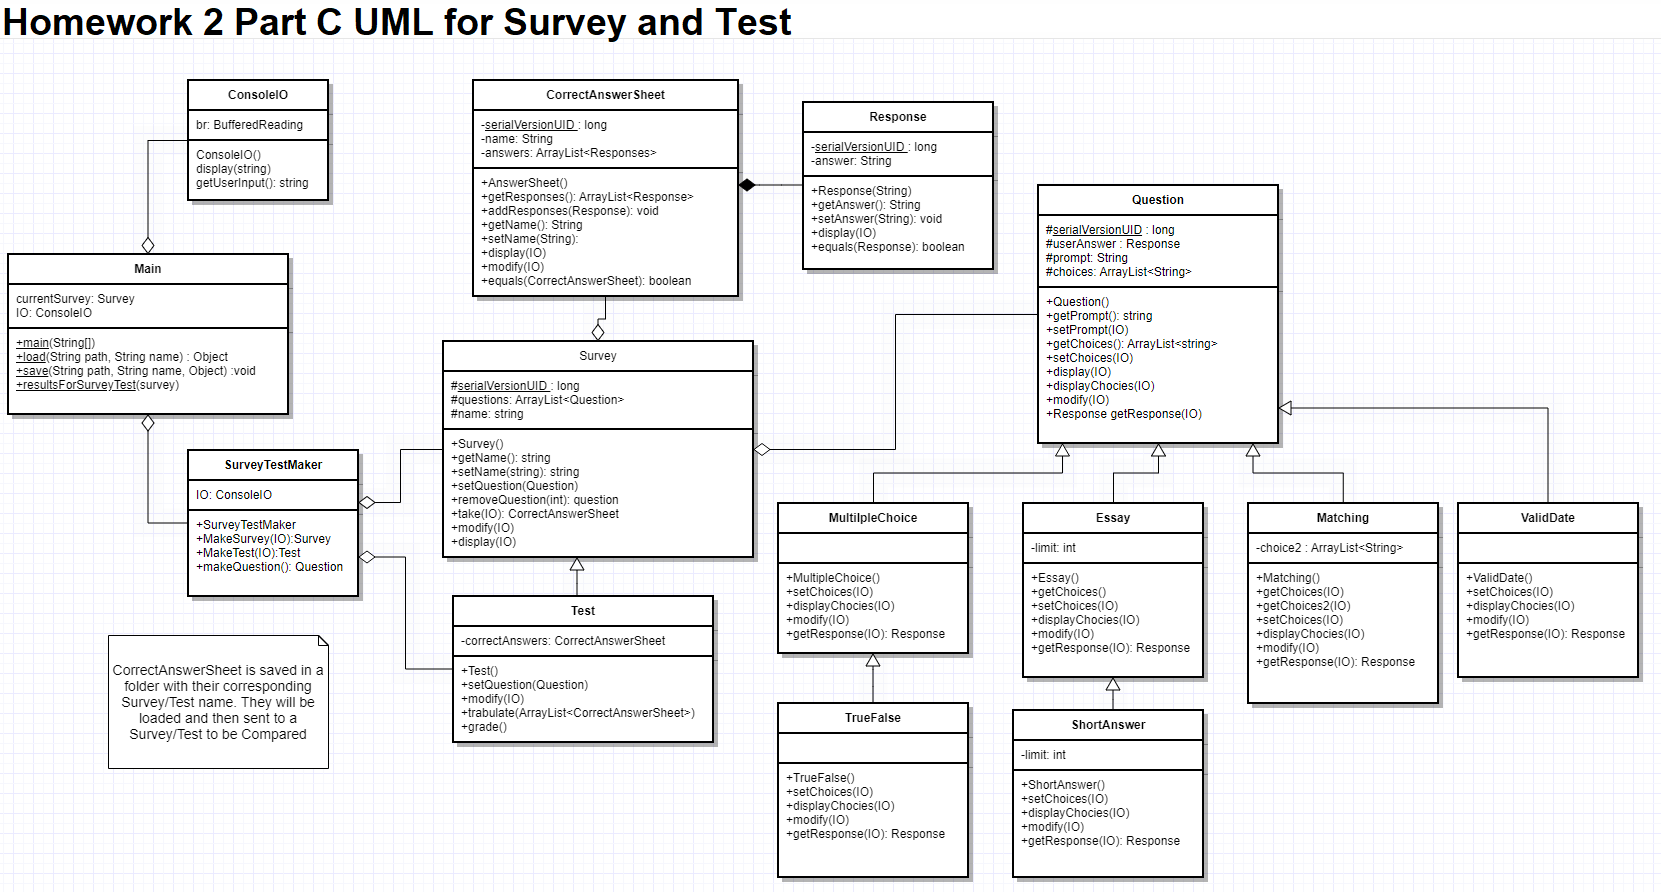 Homework 2 Part C UML for Survey and Test
ConsoleIO
br: BufferedReading
ConsoleIO()
display(string)
getUserInput(): string
CorrectAnswerSheet
-serialVersionUID : long
-name: String
-answers: ArrayList<Responses>
+AnswerSheet()
+getResponses(): ArrayList<Response>
+addResponses(Response): void
+getName(): String
+setName(String):
+display(IO)
+modify(IO)
+equals(CorrectAnswerSheet): boolean
Response
-serialVersionUID : long
-answer: String
+Response(String)
+getAnswer(): String
+setAnswer(String): void
+display(IO)
+equals(Response): boolean
Question
#serialVersionUID : long
#userAnswer : Response
#prompt: String
#choices: ArrayList<String>
+Question()
+getPrompt(): string
+setPrompt(IO)
+getChoices(): ArrayList<string>
+setChoices(IO)
+display(IO)
+displayChocies(IO)
+modify(IO)
+Response getResponse(IO)
Main
currentSurvey: Survey
IO: ConsoleIO
+main(String[])
+load(String path, String name) : Object
+save(String path, String name, Object) :void
+resultsForSurveyTest(survey)
Survey
#serialVersionUID : long
#questions: ArrayList<Question>
#name: string
+Survey()
+getName(): string
+setName(string): string
+setQuestion(Question)
+removeQuestion(int): question
+take(IO): CorrectAnswerSheet
+modify(IO)
+display(IO)
SurveyTestMaker
IO: ConsoleIO
+SurveyTestMaker
+MakeSurvey(IO):Survey
+MakeTest(IO):Test
+makeQuestion(): Question
Test
-correctAnswers: CorrectAnswerSheet
+Test()
+setQuestion(Question)
+modify(IO)
+trabulate(ArrayList<CorrectAnswerSheet>)
+grade()
CorrectAnswerSheet is saved in a
folder with their corresponding
Survey/Test name. They will be
loaded and then sent to a
Survey/Test to be Compared
MultilpleChoice
+MultipleChoice()
+setChoices(IO)
+displayChocies(IO)
+modify(IO)
+getResponse(IO): Response
Essay
-limit: int
+Essay()
+getChoices()
+setChoices(IO)
+displayChocies(IO)
+modify(IO)
+getResponse(IO): Response
Matching
-choice2 : ArrayList<String>
+Matching()
+getChoices(IO)
+getChoices2(IO)
+setChoices(IO)
+displayChocies(IO)
+modify(IO)
+getResponse(IO): Response
ValidDate
+ValidDate()
+setChoices(IO)
+displayChocies(IO)
+modify(IO)
+getResponse(IO): Response
TrueFalse
+TrueFalse()
+setChoices(IO)
+displayChocies(IO)
+modify(IO)
+getResponse(IO): Response
ShortAnswer
-limit: int
+ShortAnswer()
+setChoices(IO)
+displayChocies(IO)
+modify(IO)
+getResponse(IO): Response